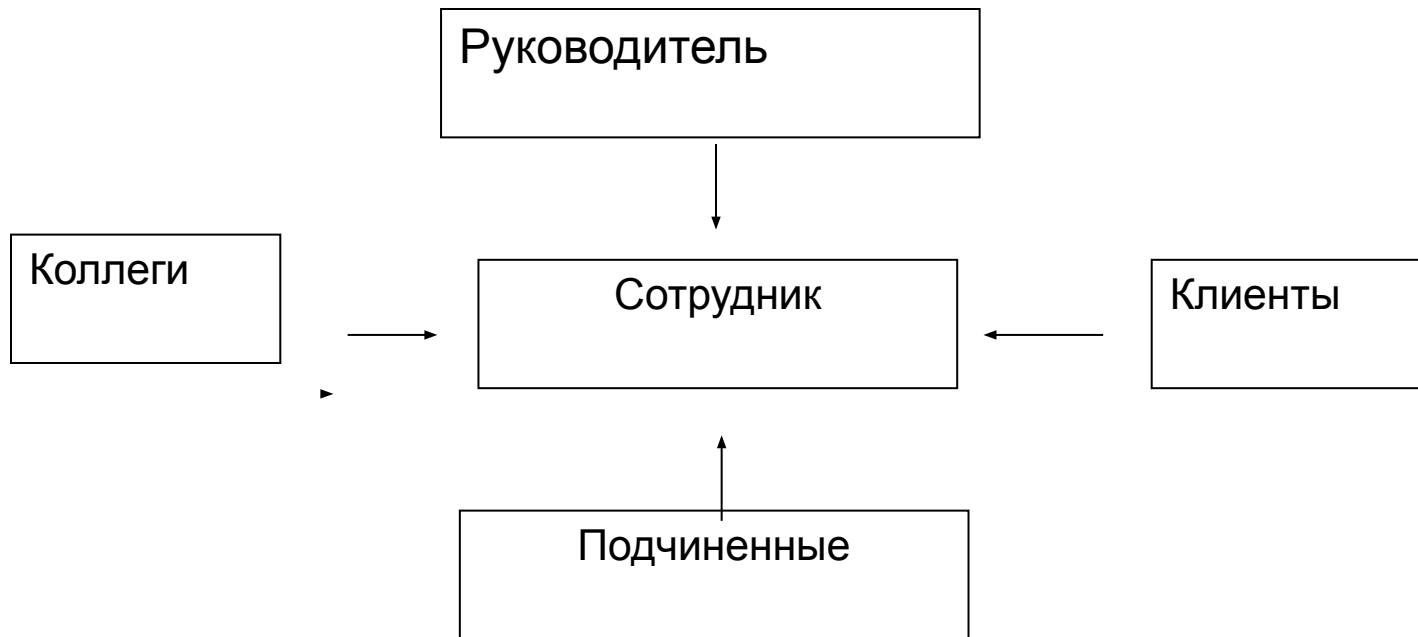 Руководитель
Коллеги
Сотрудник
Клиенты
Подчиненные